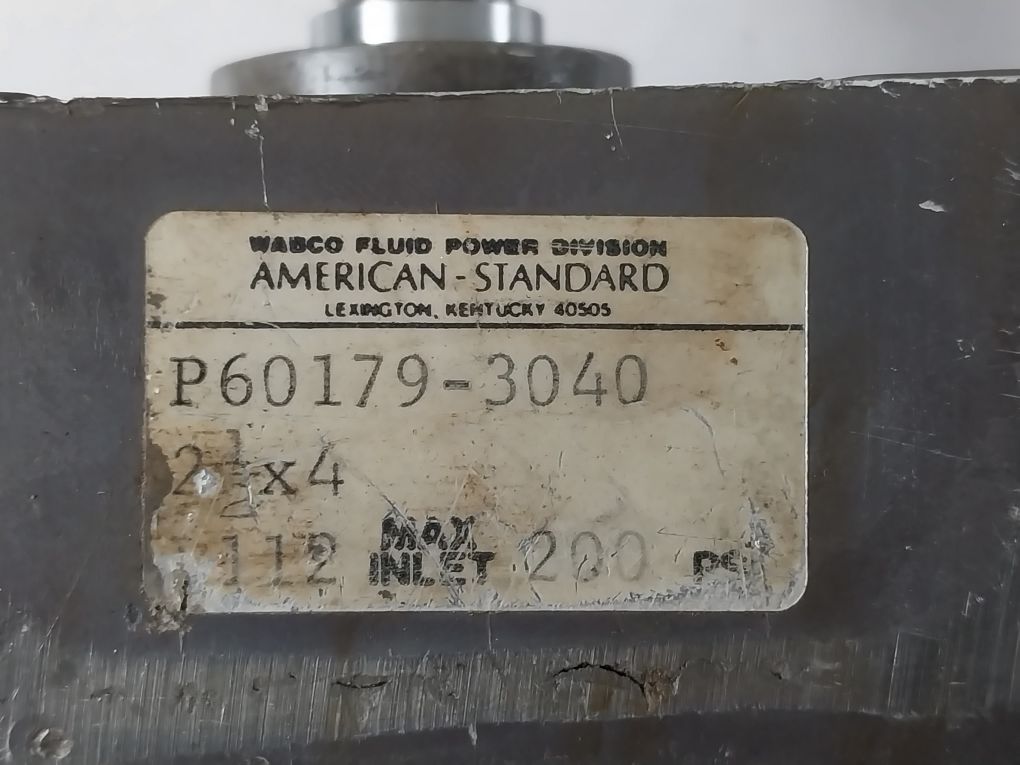 WABCO FLUID POWER DIVISION
AMERICAN-STANDARD
LEXINGTON, KENTUCKY 40505
P60179-3040
2½x4
112 MAX INLET 200 PSI